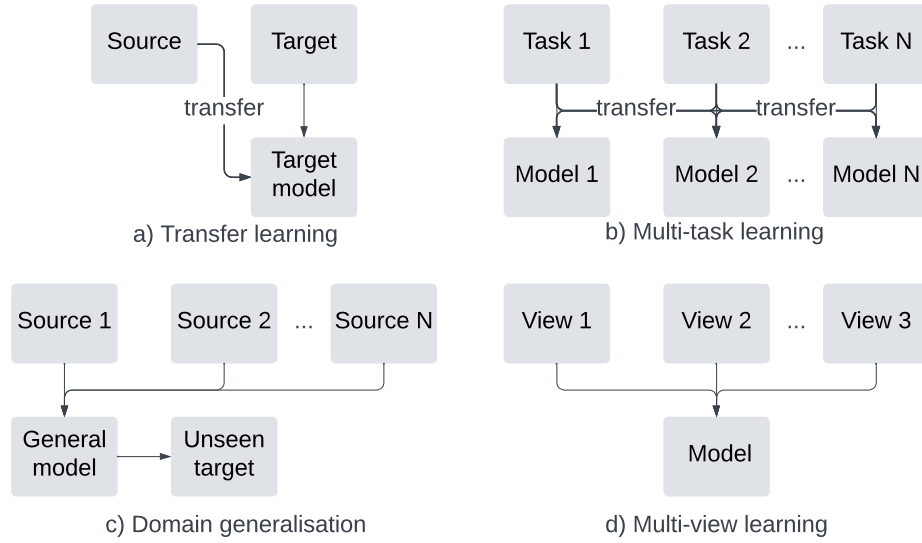 Source
Target
transfer
Target
model
a) Transfer learning
Task 1
Task 2
...
Task N
transfer
transfer
Model 1
Model 2
...
Model N
b) Multi-task learning
Source 1
Source 2
...
Source N
General
model
Unseen
target
c) Domain generalisation
View 1
View 2
...
View 3
Model
d) Multi-view learning